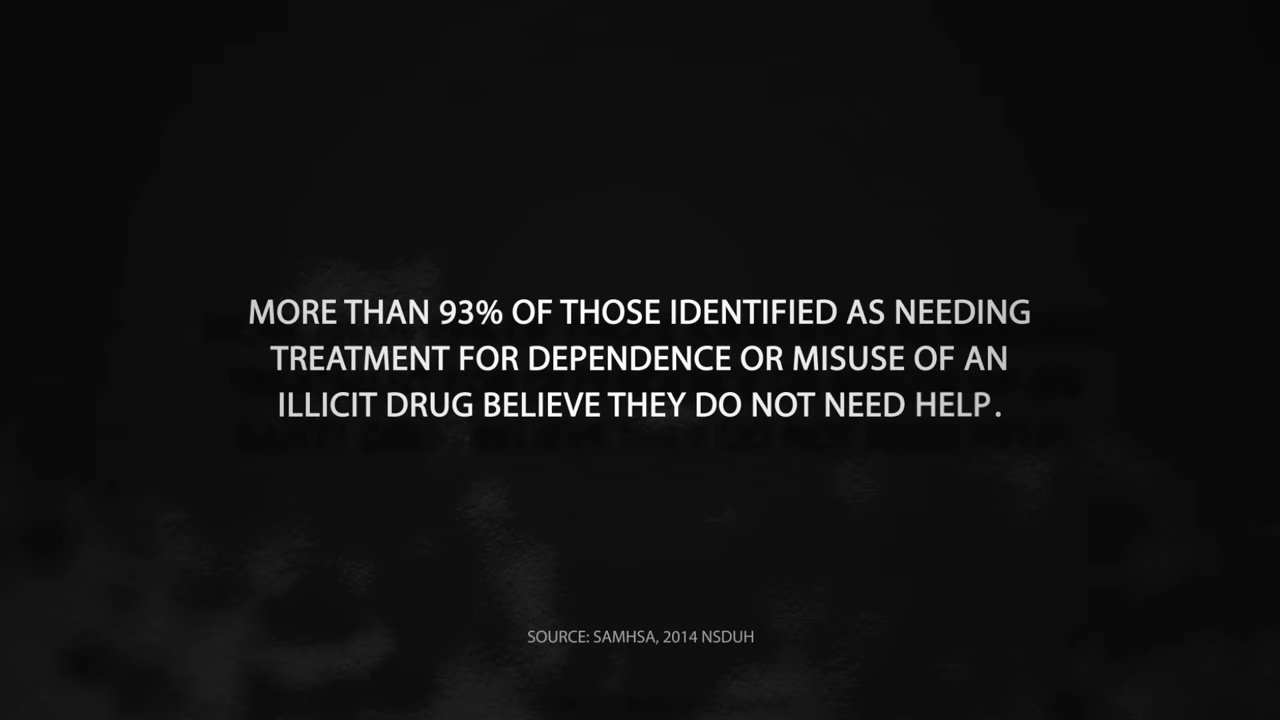 MORE THAN 93% OF THOSE IDENTIFIED AS NEEDING
TREATMENT FOR DEPENDENCE OR MISUSE OF AN
ILLICIT DRUG BELIEVE THEY DO NOT NEED HELP.
SOURCE: SAMHSA, 2014 NSDUH